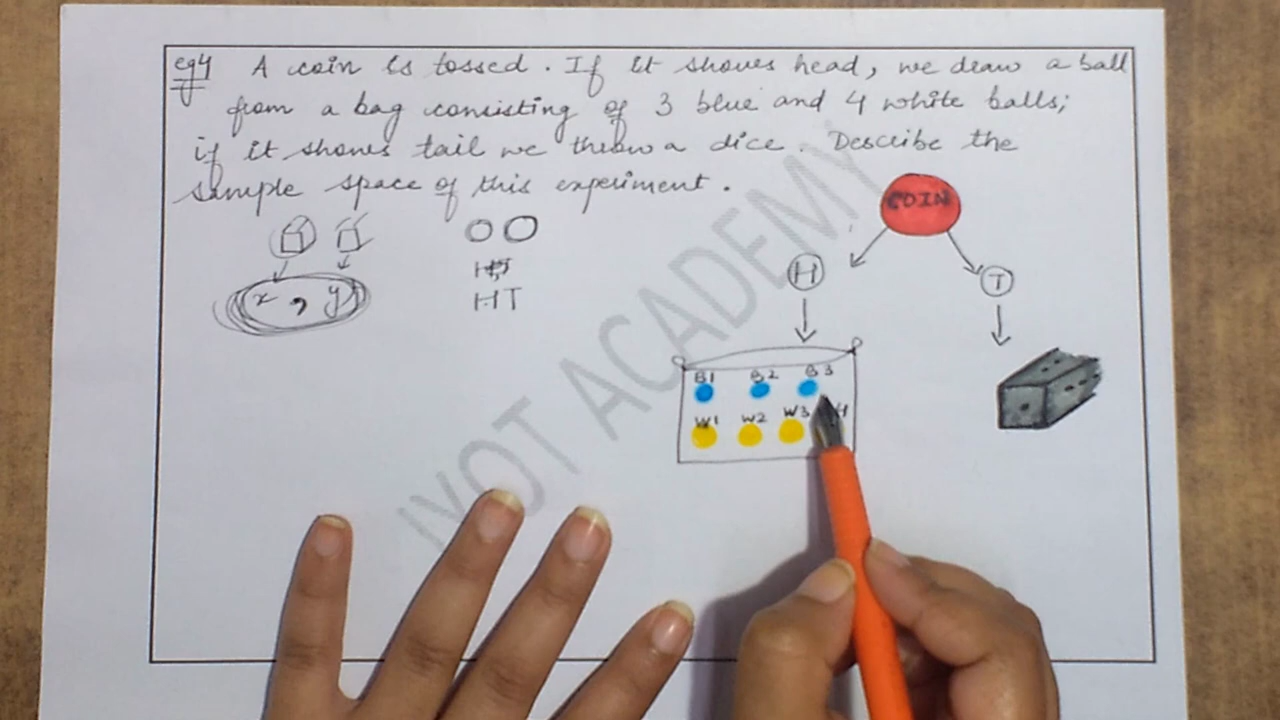 eg4 A coin is tossed. If it shows head, we draw a ball
from a bag consisting of 3 blue and 4 white balls;
if it shows tail we throw a dice. Describe the
sample space of this experiment.
COIN
H T
HT
x, y
H T
B1 B2 B3
W1 W2 W3 4
JYOT ACADEMY